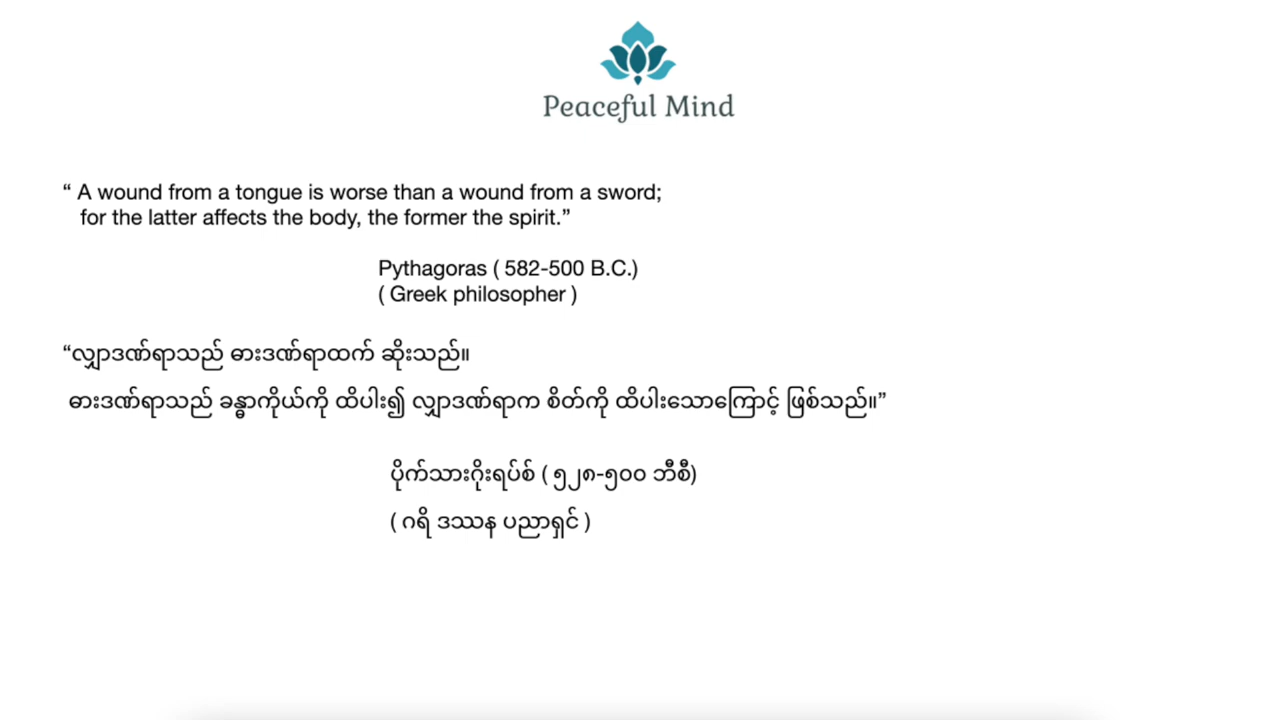 Peaceful Mind
“ A wound from a tongue is worse than a wound from a sword;
for the latter affects the body, the former the spirit.”
Pythagoras ( 582-500 B.C.)
( Greek philosopher )
“လျှာဒဏ်ရာသည် ဓားဒဏ်ရာထက် ဆိုးသည်။
ဓားဒဏ်ရာသည် ခန္ဓာကိုယ်ကို ထိပါး၍ လျှာဒဏ်ရာက စိတ်ကို ထိပါးသောကြောင့် ဖြစ်သည်။”
ပိုက်သားဂိုးရပ်စ် ( ၅၂၈-၅၀၀ ဘီစီ)
( ဂရိ ဒဿန ပညာရှင် )